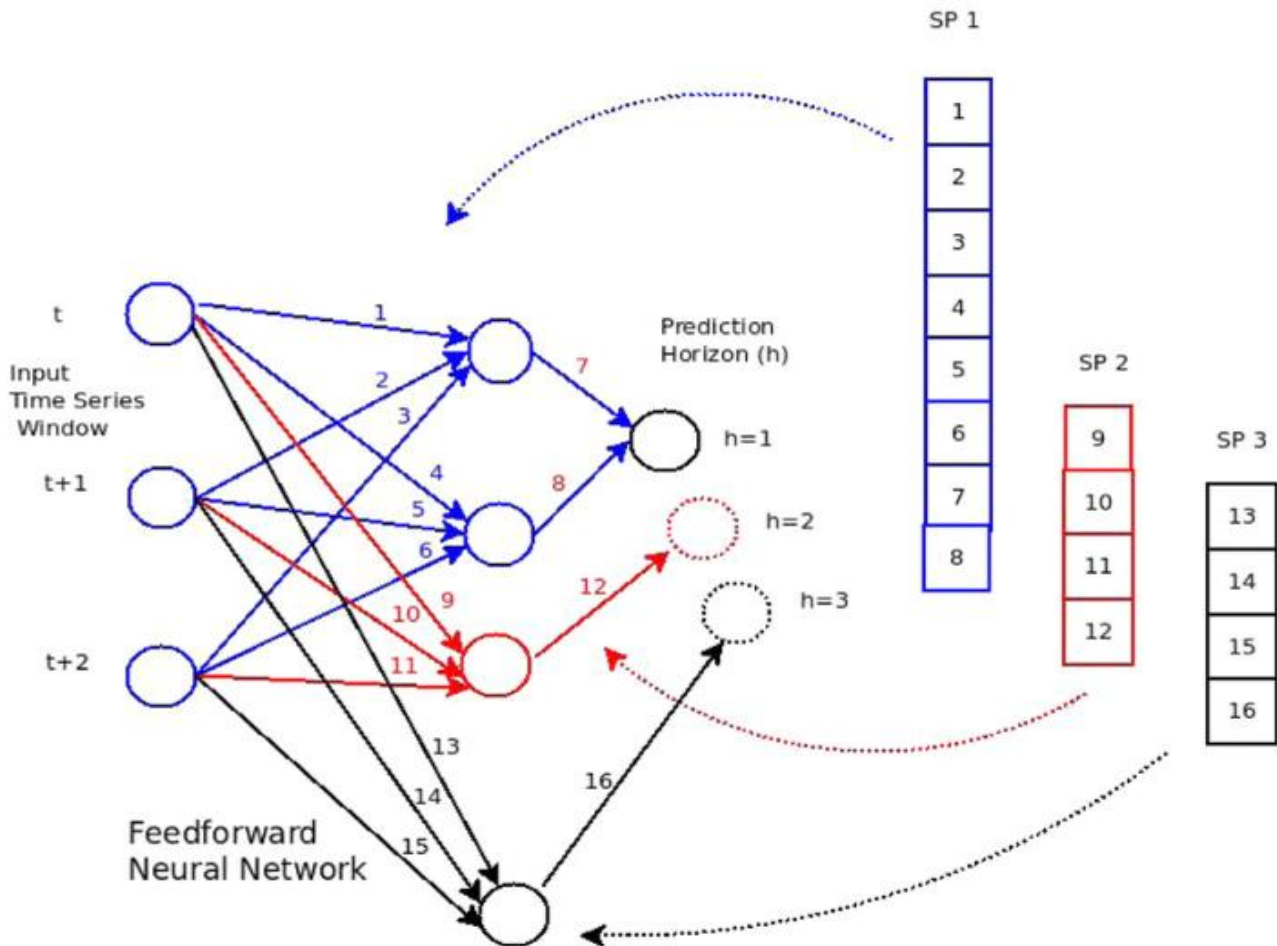 SP 1
1
2
3
4
5
6
7
8
SP 2
9
10
11
12
SP 3
13
14
15
16
t
Input
Time Series
Window
t+1
t+2
1
2
3
4
5
6
7
8
9
10
11
12
13
14
15
16
Prediction
Horizon (h)
h=1
h=2
h=3
Feedforward
Neural Network